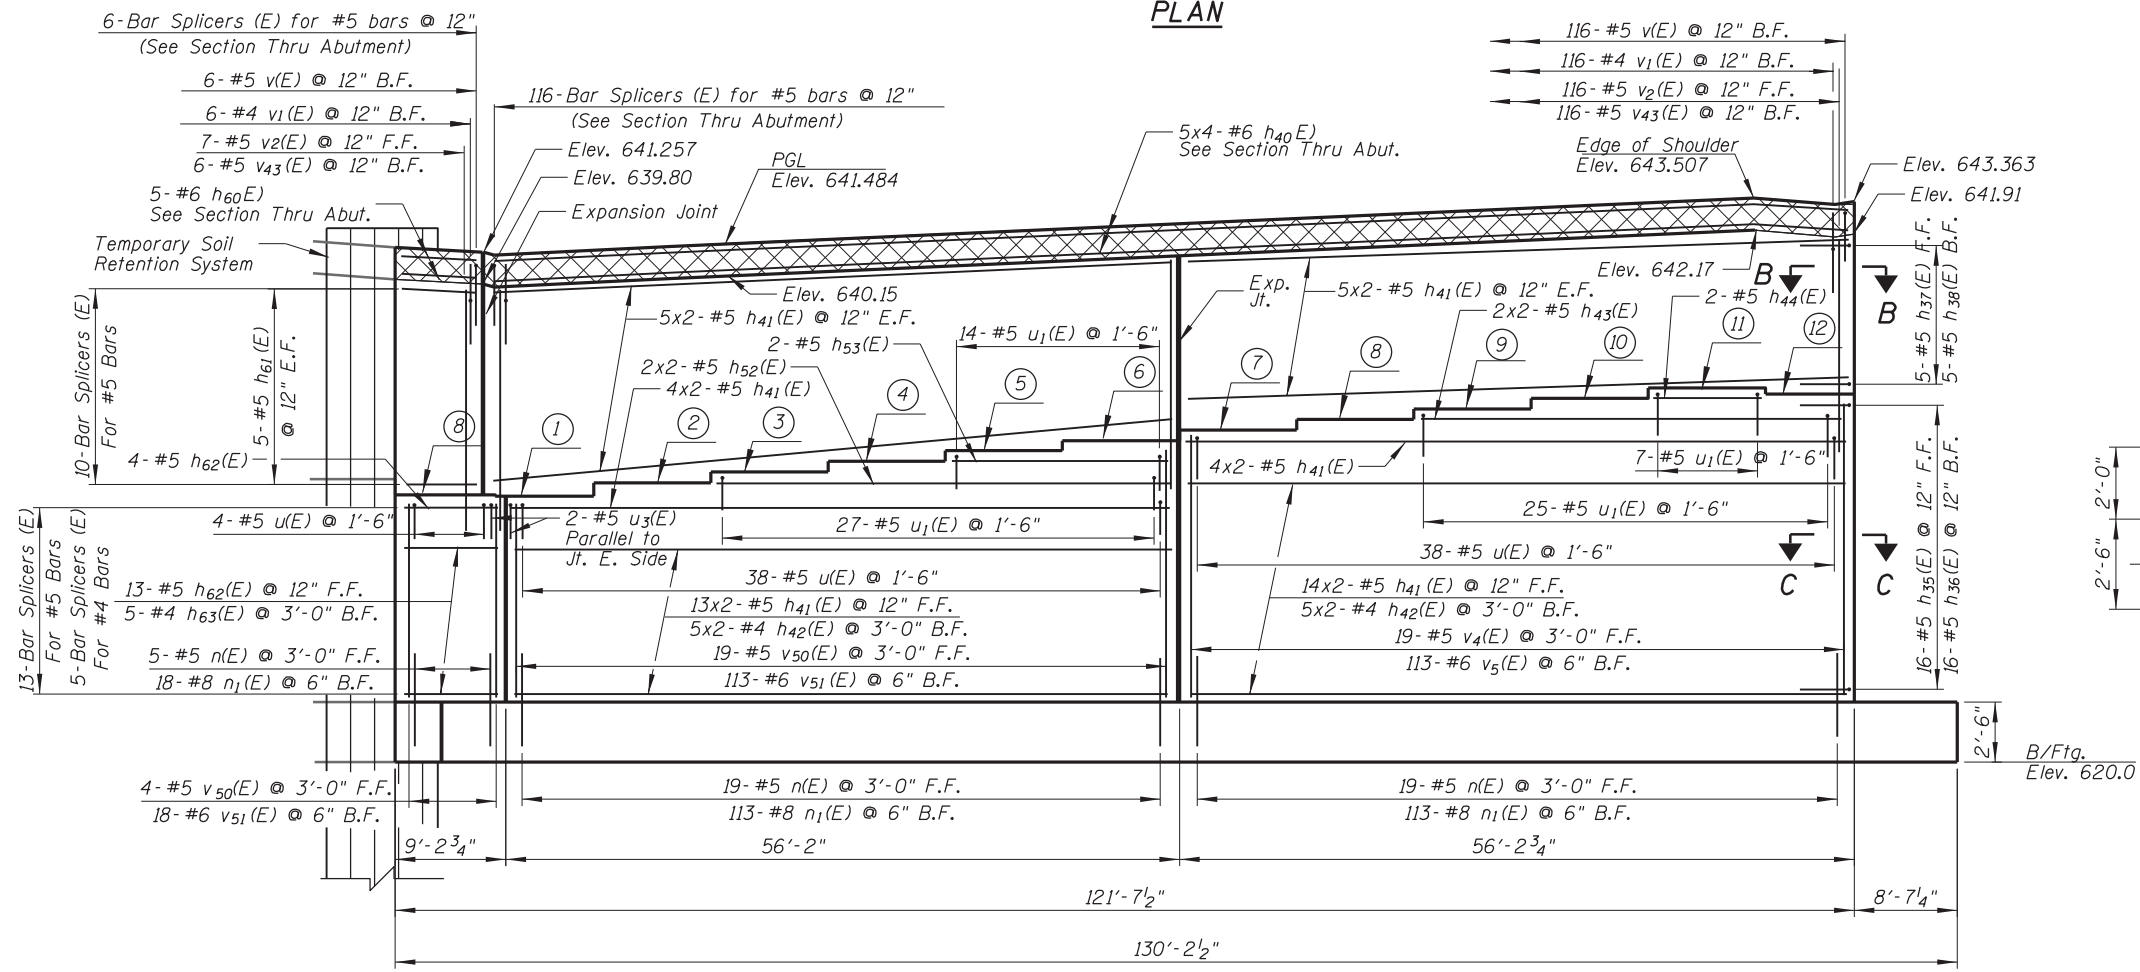 PLAN
6-Bar Splicers (E) for #5 bars @ 12"
(See Section Thru Abutment)
6-#5 v(E) @ 12" B.F.
6-#4 v1(E) @ 12" B.F.
7-#5 v2(E) @ 12" F.F.
6-#5 v43(E) @ 12" B.F.
5-#6 h60E)
See Section Thru Abut.
Temporary Soil
Retention System
116-Bar Splicers (E) for #5 bars @ 12"
(See Section Thru Abutment)
Elev. 641.257
Elev. 639.80
Expansion Joint
PGL
Elev. 641.484
5x4-#6 h40E)
See Section Thru Abut.
116-#5 v(E) @ 12" B.F.
116-#4 v1(E) @ 12" B.F.
116-#5 v2(E) @ 12" F.F.
116-#5 v43(E) @ 12" B.F.
Edge of Shoulder
Elev. 643.507
Elev. 643.363
Elev. 641.91
Elev. 640.15
Elev. 642.17
Exp.
Jt.
5x2-#5 h41(E) @ 12" E.F.
14-#5 u1(E) @ 1'-6"
2-#5 h53(E)
2x2-#5 h52(E)
4x2-#5 h41(E)
5x2-#5 h41(E) @ 12" E.F.
2x2-#5 h43(E)
2-#5 h44(E)
B
B
5-#5 h37(E) E.F.
5-#5 h38(E) B.F.
10-Bar Splicers (E)
For #5 Bars
5-#5 h61(E)
@ 12" E.F.
4-#5 h62(E)
8
1
2
3
4
5
6
7
8
9
10
11
12
4x2-#5 h41(E)
7-#5 u1(E) @ 1'-6"
4-#5 u(E) @ 1'-6"
2-#5 u3(E)
Parallel to
Jt. E. Side
27-#5 u1(E) @ 1'-6"
25-#5 u1(E) @ 1'-6"
38-#5 u(E) @ 1'-6"
38-#5 u(E) @ 1'-6"
C
C
13-Bar Splicers (E)
For #5 Bars
5-Bar Splicers (E)
For #4 Bars
13-#5 h62(E) @ 12" F.F.
5-#4 h63(E) @ 3'-0" B.F.
5-#5 n(E) @ 3'-0" F.F.
18-#8 n1(E) @ 6" B.F.
13x2-#5 h41(E) @ 12" F.F.
5x2-#4 h42(E) @ 3'-0" B.F.
19-#5 v50(E) @ 3'-0" F.F.
113-#6 v51(E) @ 6" B.F.
14x2-#5 h41(E) @ 12" F.F.
5x2-#4 h42(E) @ 3'-0" B.F.
19-#5 v4(E) @ 3'-0" F.F.
113-#6 v5(E) @ 6" B.F.
16-#5 h35(E) @ 12" F.F.
16-#5 h36(E) @ 12" B.F.
2'-0"
2'-6"
2'-6"
B/Ftg.
Elev. 620.0
4-#5 v50(E) @ 3'-0" F.F.
18-#6 v51(E) @ 6" B.F.
19-#5 n(E) @ 3'-0" F.F.
113-#8 n1(E) @ 6" B.F.
19-#5 n(E) @ 3'-0" F.F.
113-#8 n1(E) @ 6" B.F.
9'-2 3/4"
56'-2"
56'-2 3/4"
121'-7 1/2"
8'-7 1/4"
130'-2 1/2"